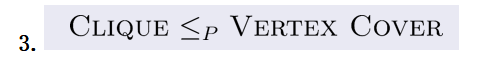 3. CLIQUE ≤P VERTEX COVER